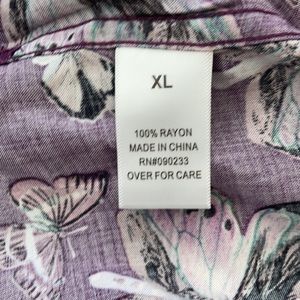 XL
100% RAYON
MADE IN CHINA
RN#090233
OVER FOR CARE